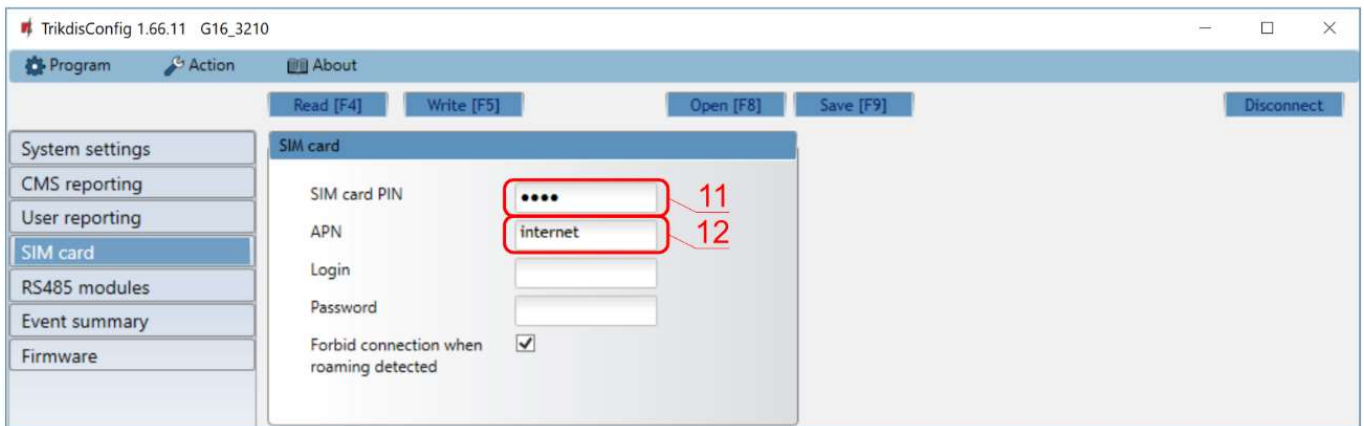 TrikdisConfig 1.66.11 G16_3210
Program Action About
Read [F4] Write [F5] Open [F8] Save [F9] Disconnect
System settings
CMS reporting
User reporting
SIM card
RS485 modules
Event summary
Firmware
SIM card
SIM card PIN •••• 11
APN internet 12
Login
Password
Forbid connection when
roaming detected